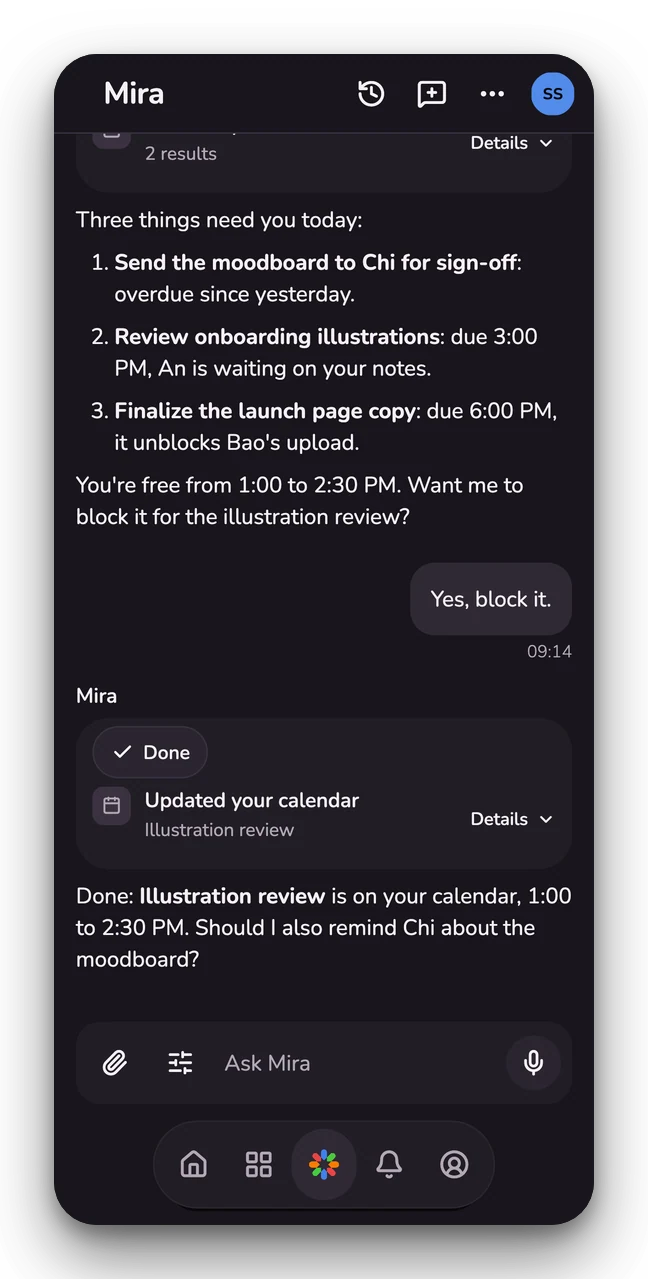 Mira
SS
2 results
Details
Three things need you today:
1. Send the moodboard to Chi for sign-off:
overdue since yesterday.
2. Review onboarding illustrations: due 3:00
PM, An is waiting on your notes.
3. Finalize the launch page copy: due 6:00 PM,
it unblocks Bao's upload.
You're free from 1:00 to 2:30 PM. Want me to
block it for the illustration review?
Yes, block it.
09:14
Mira
Done
Updated your calendar
Illustration review
Details
Done: Illustration review is on your calendar, 1:00
to 2:30 PM. Should I also remind Chi about the
moodboard?
Ask Mira